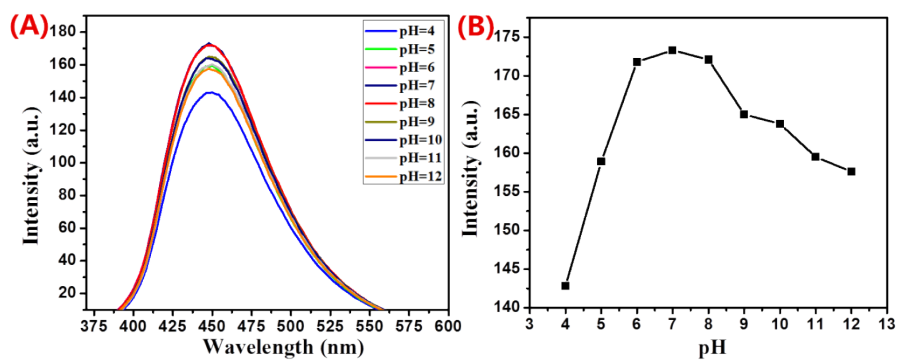 (A)
Intensity (a.u.)
180
160
140
120
100
80
60
40
20
375 400 425 450 475 500 525 550 575 600
Wavelength (nm)
pH=4
pH=5
pH=6
pH=7
pH=8
pH=9
pH=10
pH=11
pH=12
(B)
Intensity (a.u.)
175
170
165
160
155
150
145
140
3 4 5 6 7 8 9 10 11 12 13
pH